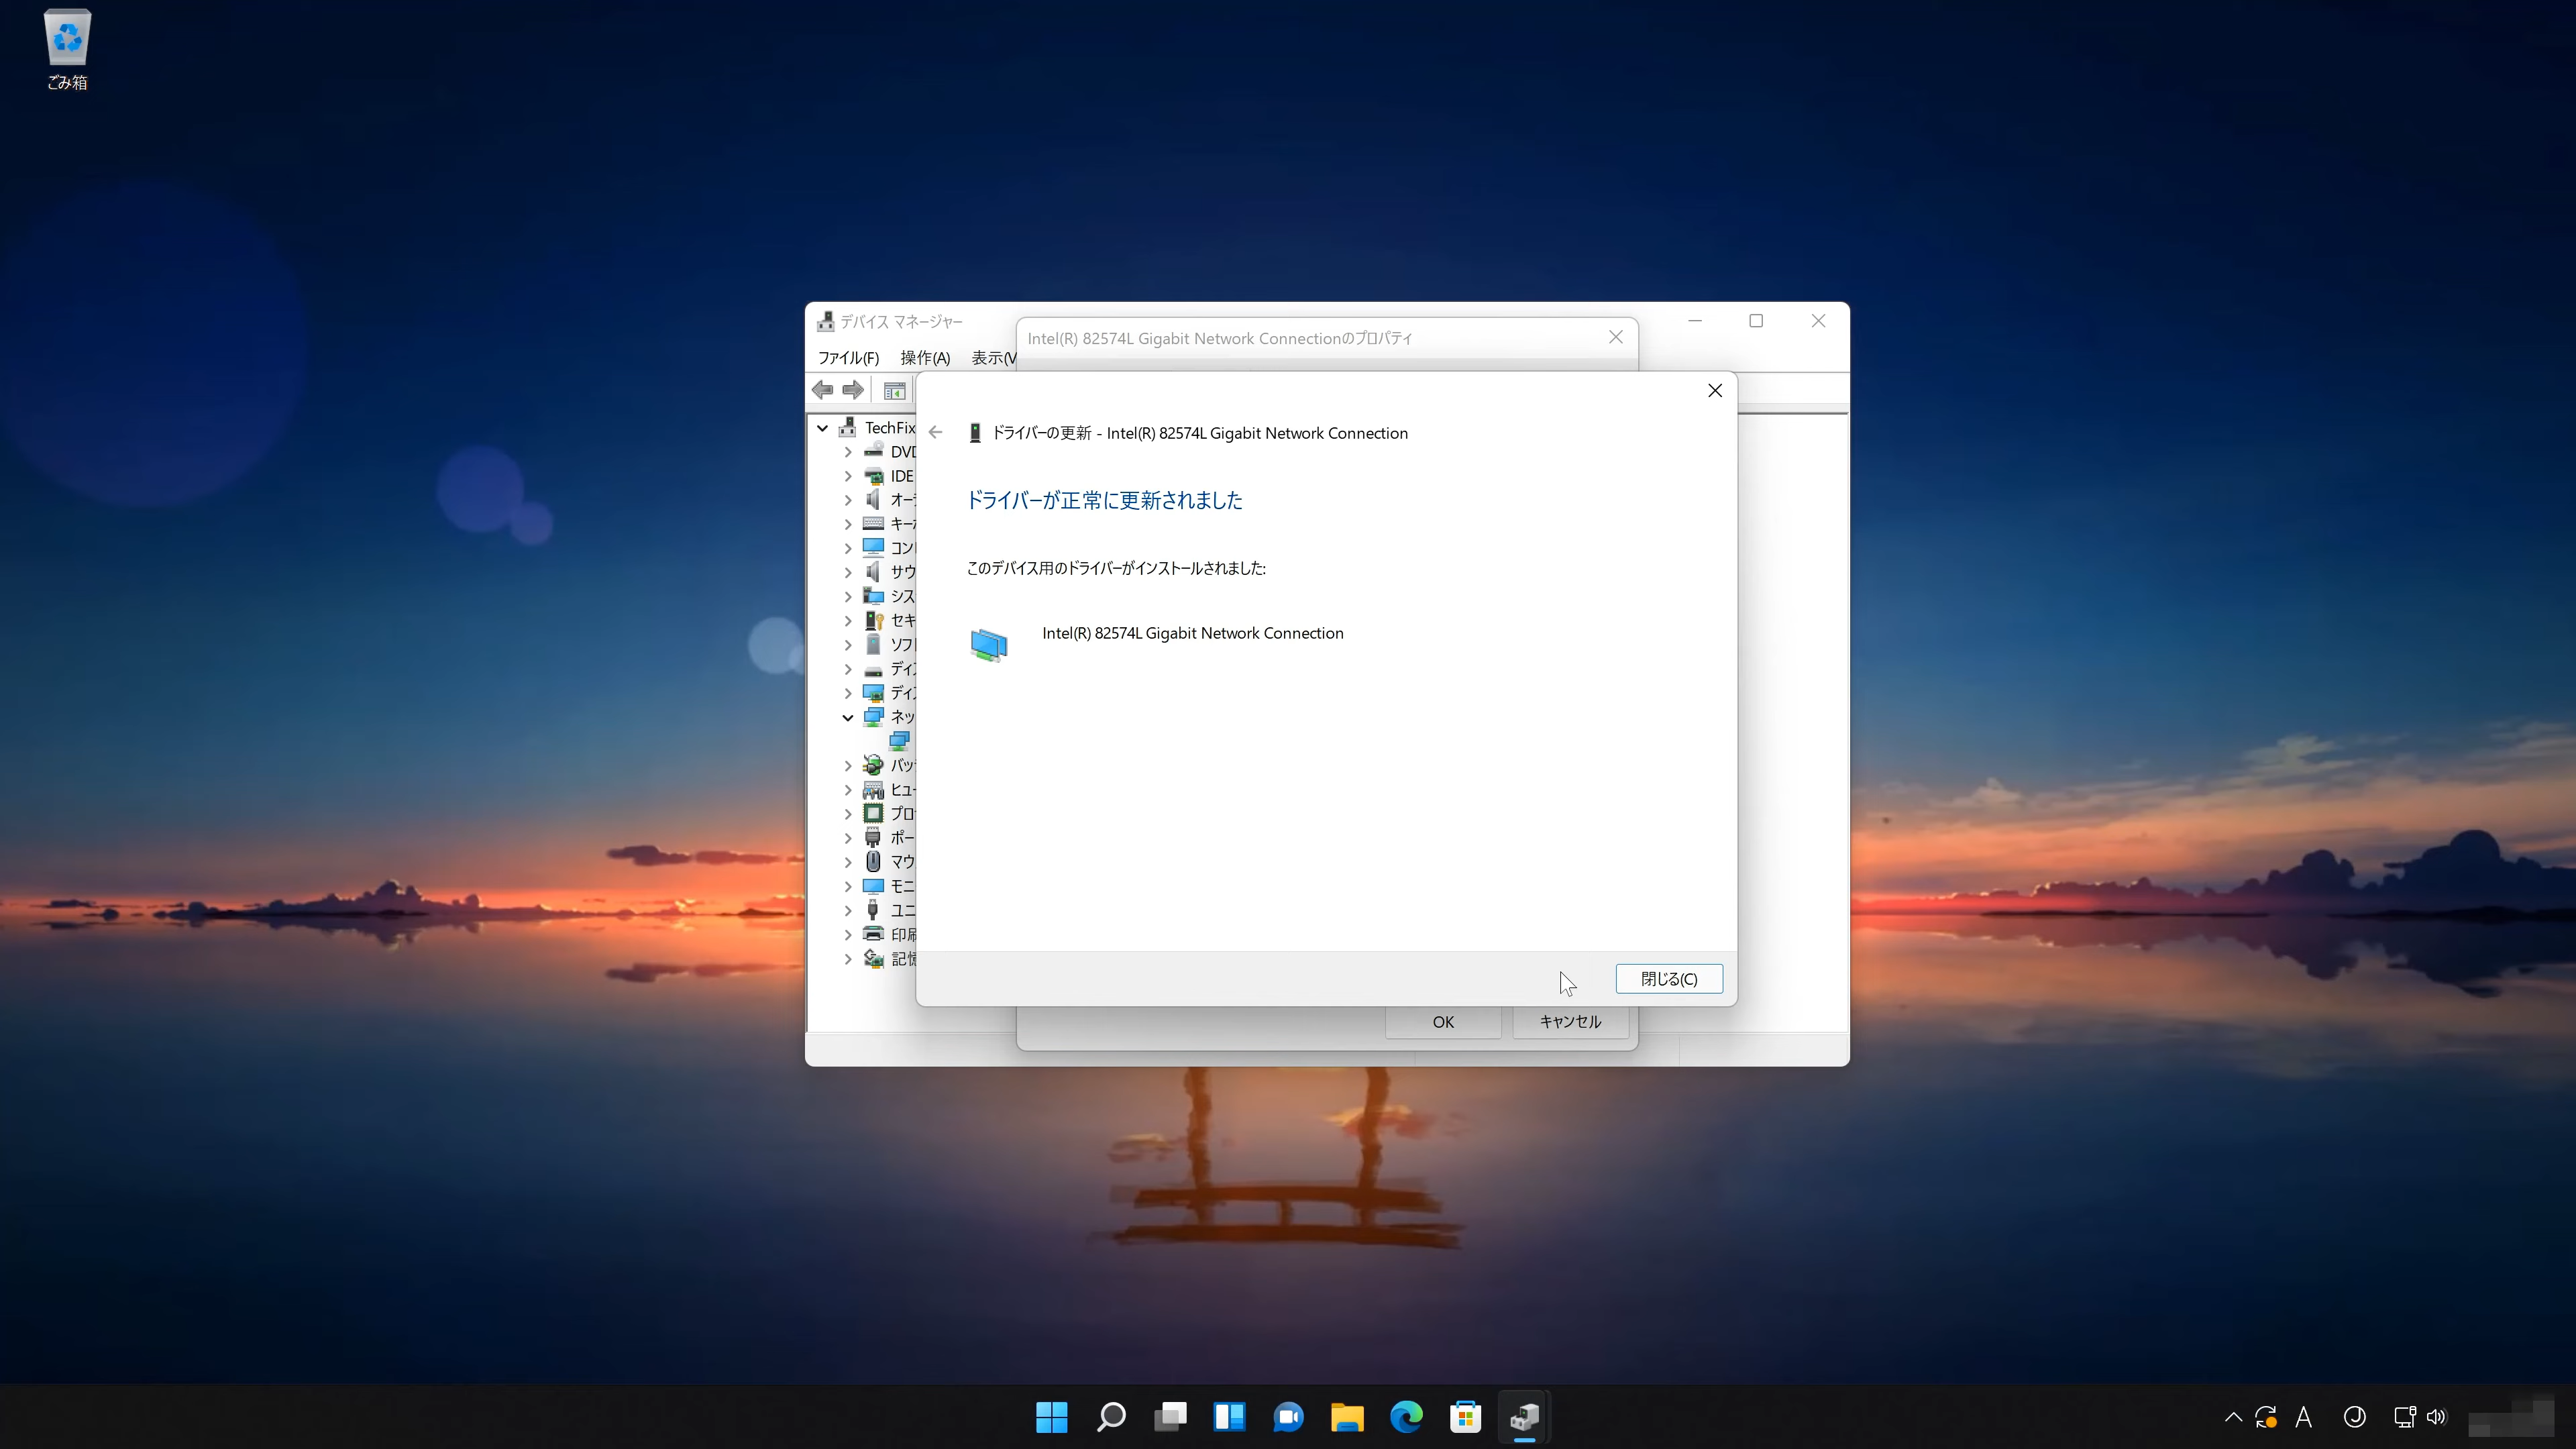 ごみ箱
デバイス マネージャー
Intel(R) 82574L Gigabit Network Connectionのプロパティ
ファイル(F) 操作(A) 表示(V
ドライバーの更新 - Intel(R) 82574L Gigabit Network Connection
ドライバーが正常に更新されました
このデバイス用のドライバーがインストールされました:
Intel(R) 82574L Gigabit Network Connection
TechFix
DVD
IDE
オーデ
キーボ
コンピ
サウ
シス
セキ
ソフト
ディス
ディス
ネッ
バッ
ヒュー
プロ
ポー
マウ
モニ
ユニ
印刷
記憶
閉じる(C)
OK キャンセル
A